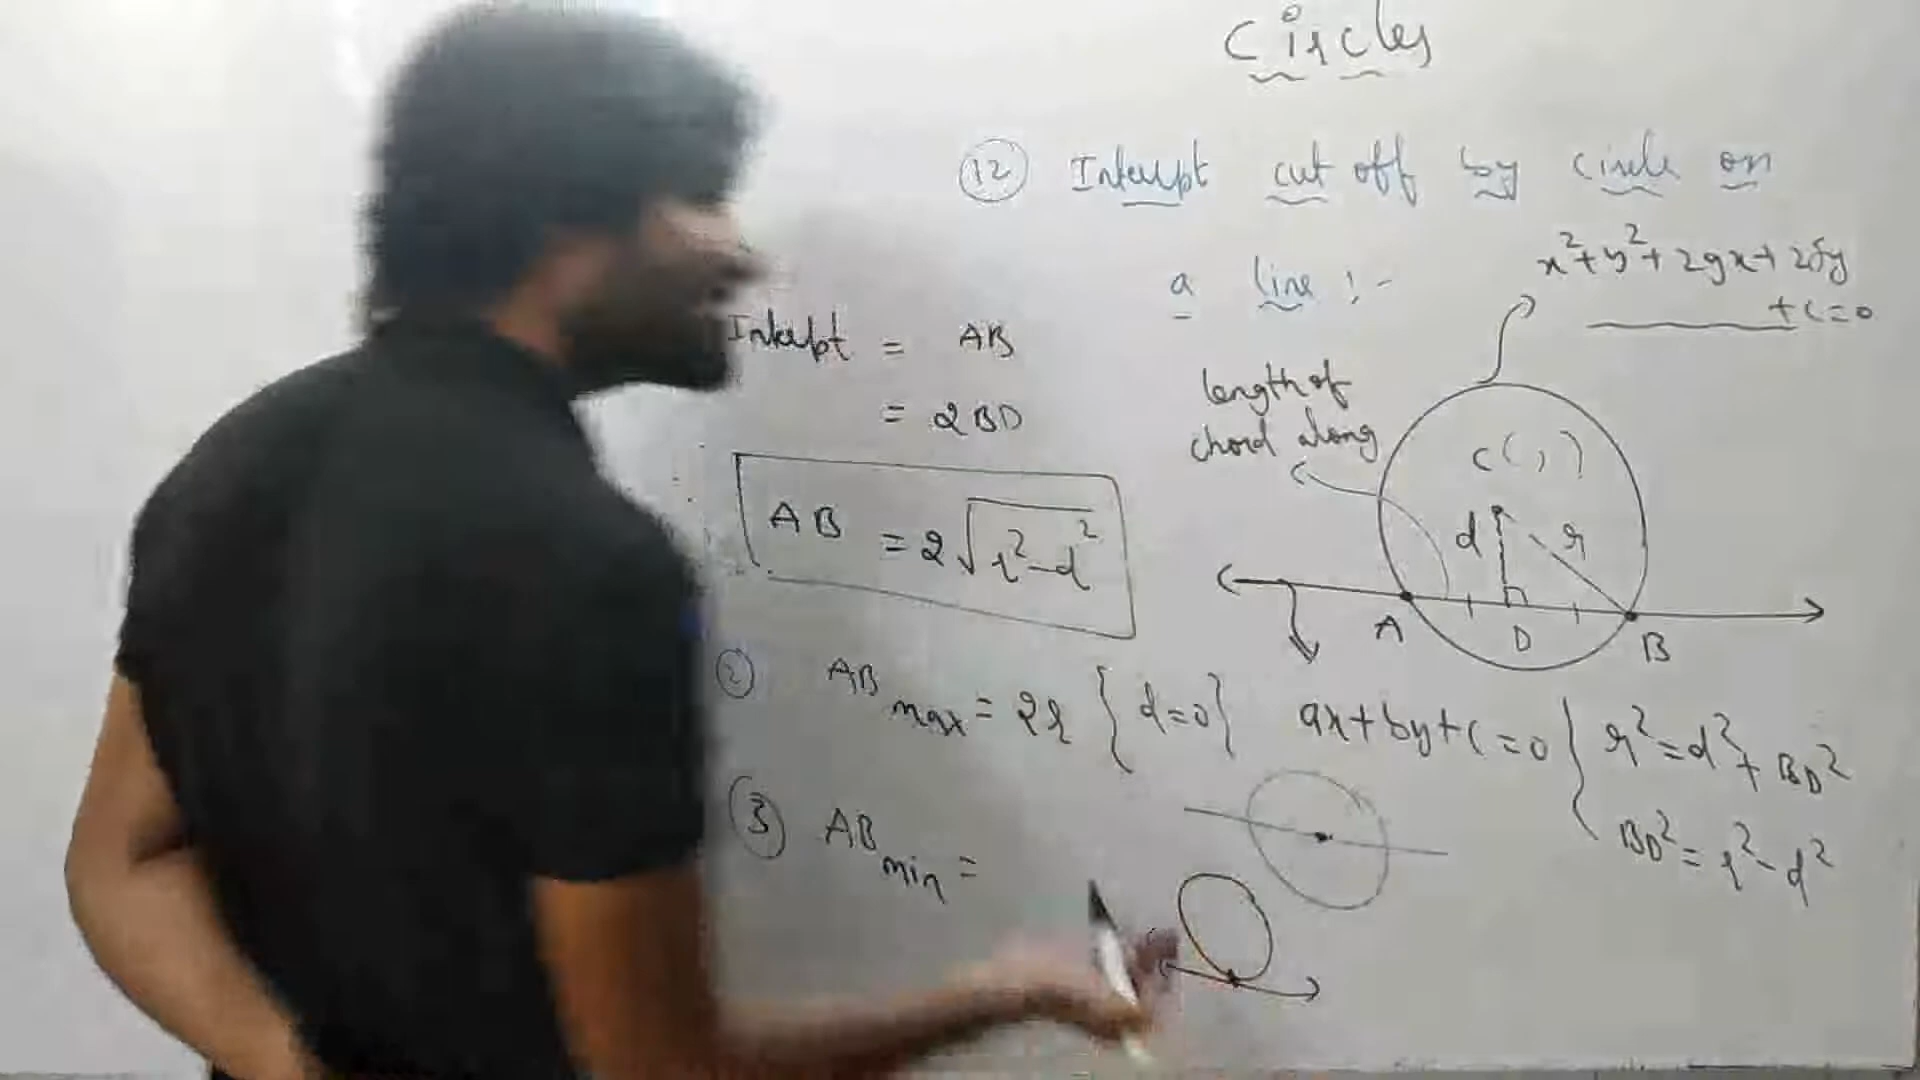 Circles
12 Intercept cut off by circle on
a line :-
x²+y²+2gx+2fy
+c=0
Intercept = AB
= 2BD
AB = 2√r²-d²
length of
chord along
C( , )
d
r
A
D
B
2 AB max = 2r {d=0}
ax+by+c=0
r²=d²+BD²
BD²=r²-d²
3 AB min =